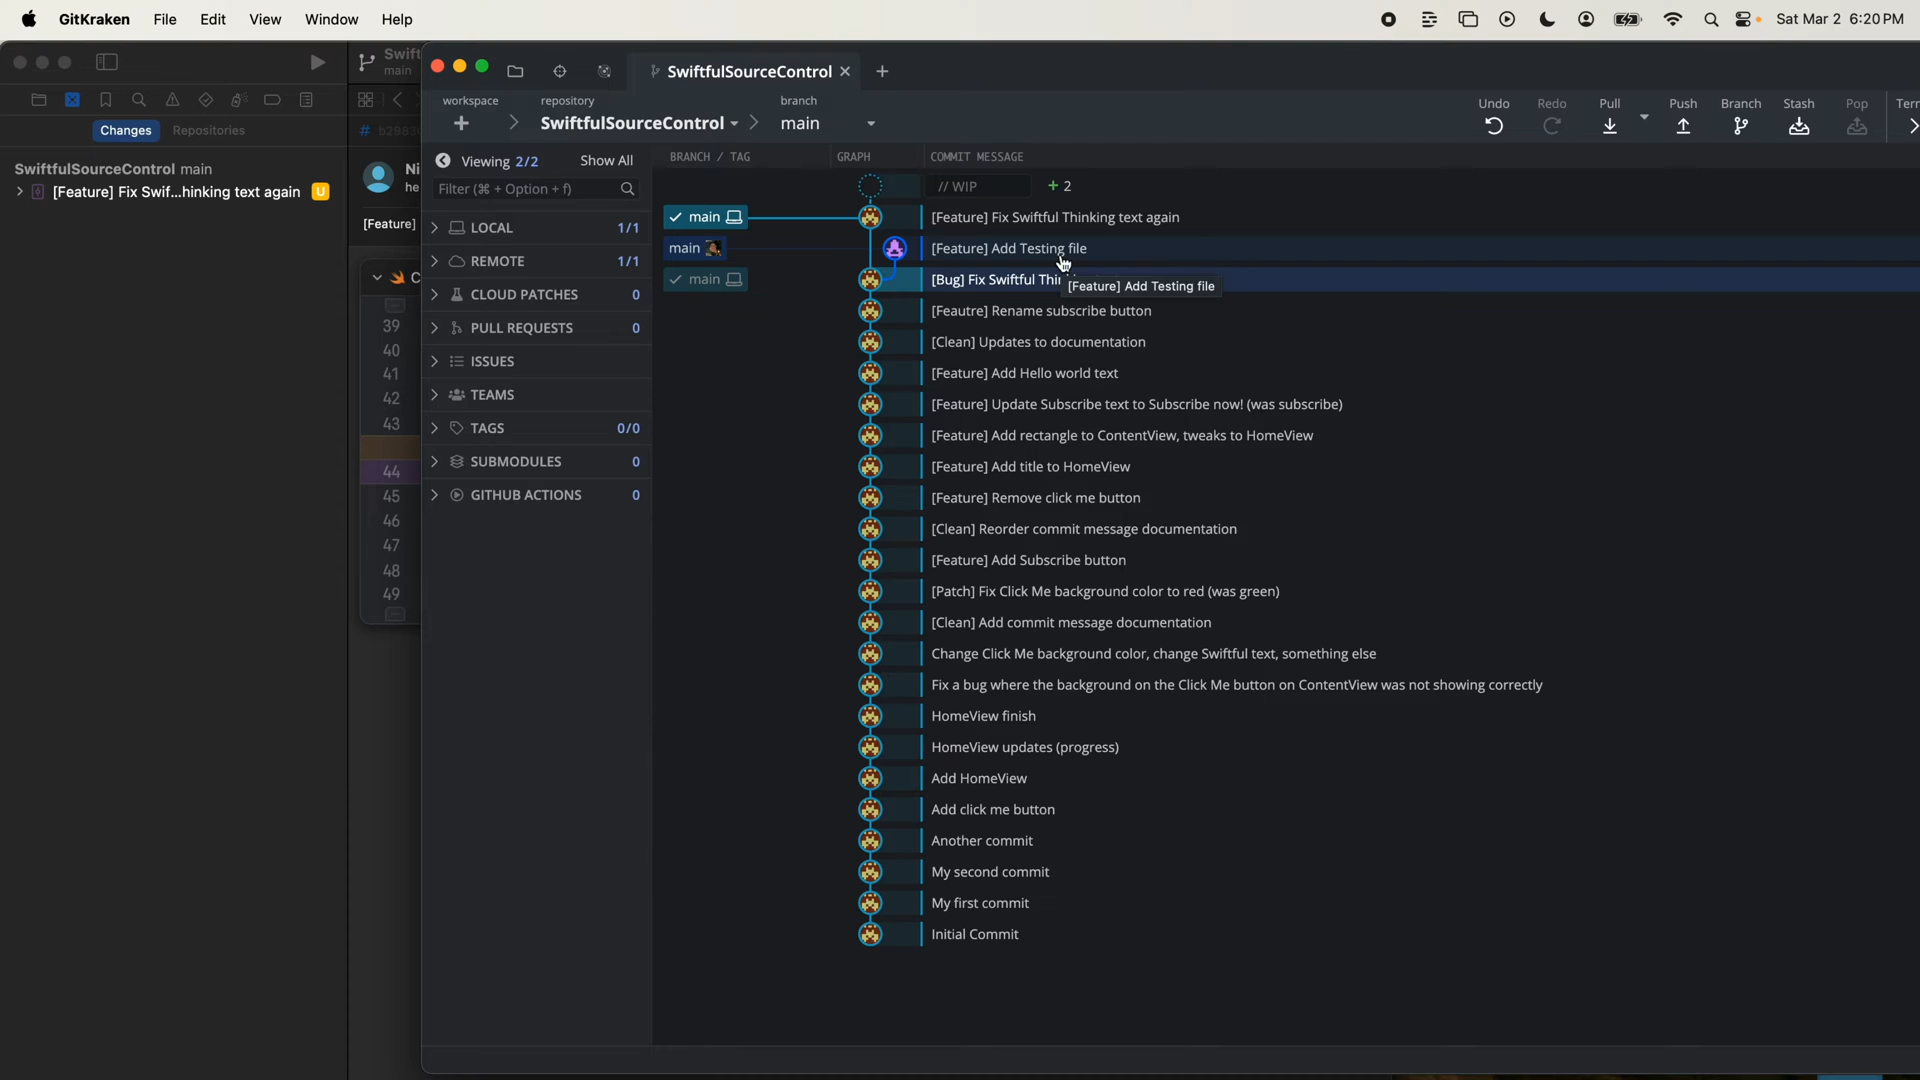 GitKraken File Edit View Window Help
Sat Mar 2 6:20 PM
Swift
main
Changes Repositories
SwiftfulSourceControl main
[Feature] Fix Swif...hinking text again U
Ni
he
[Feature]
C
39
40
41
42
43
44
45
46
47
48
49
SwiftfulSourceControl
workspace repository branch
SwiftfulSourceControl main
Undo Redo Pull Push Branch Stash Pop Terr
Viewing 2/2 Show All
Filter (⌘ + Option + f)
LOCAL 1/1
REMOTE 1/1
CLOUD PATCHES 0
PULL REQUESTS 0
ISSUES
TEAMS
TAGS 0/0
SUBMODULES 0
GITHUB ACTIONS 0
BRANCH / TAG GRAPH COMMIT MESSAGE
// WIP + 2
main [Feature] Fix Swiftful Thinking text again
main [Feature] Add Testing file
main [Bug] Fix Swiftful Thin
[Feature] Add Testing file
[Feautre] Rename subscribe button
[Clean] Updates to documentation
[Feature] Add Hello world text
[Feature] Update Subscribe text to Subscribe now! (was subscribe)
[Feature] Add rectangle to ContentView, tweaks to HomeView
[Feature] Add title to HomeView
[Feature] Remove click me button
[Clean] Reorder commit message documentation
[Feature] Add Subscribe button
[Patch] Fix Click Me background color to red (was green)
[Clean] Add commit message documentation
Change Click Me background color, change Swiftful text, something else
Fix a bug where the background on the Click Me button on ContentView was not showing correctly
HomeView finish
HomeView updates (progress)
Add HomeView
Add click me button
Another commit
My second commit
My first commit
Initial Commit